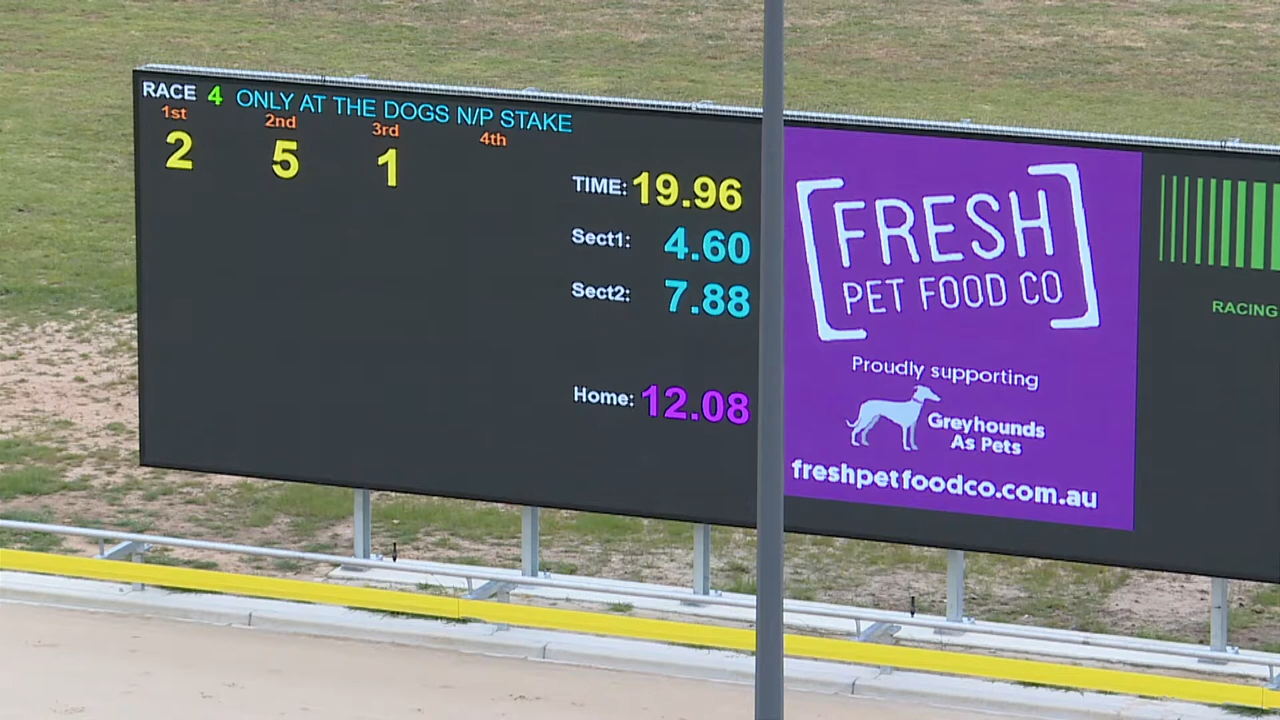 RACE 4 ONLY AT THE DOGS N/P STAKE
1st 2nd 3rd 4th
2 5 1
TIME: 19.96
Sect1: 4.60
Sect2: 7.88
Home: 12.08
FRESH
PET FOOD CO
Proudly supporting
Greyhounds
As Pets
freshpetfoodco.com.au
RACING